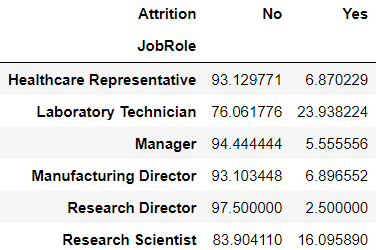 Attrition No Yes
JobRole
Healthcare Representative 93.129771 6.870229
Laboratory Technician 76.061776 23.938224
Manager 94.444444 5.555556
Manufacturing Director 93.103448 6.896552
Research Director 97.500000 2.500000
Research Scientist 83.904110 16.095890